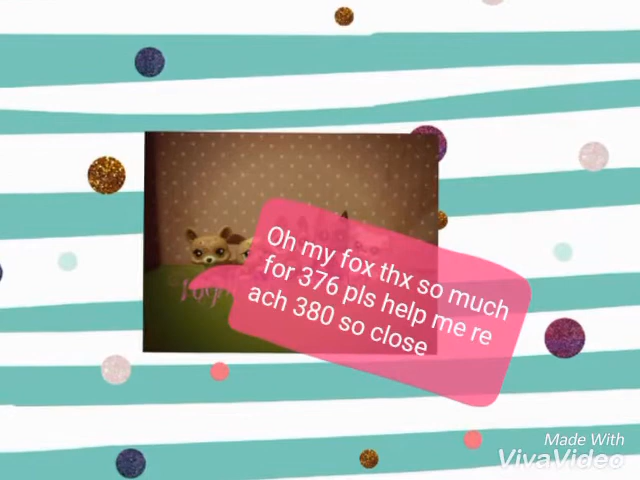 Oh my fox thx so much
for 376 pls help me re
ach 380 so close
Made With
VivaVideo